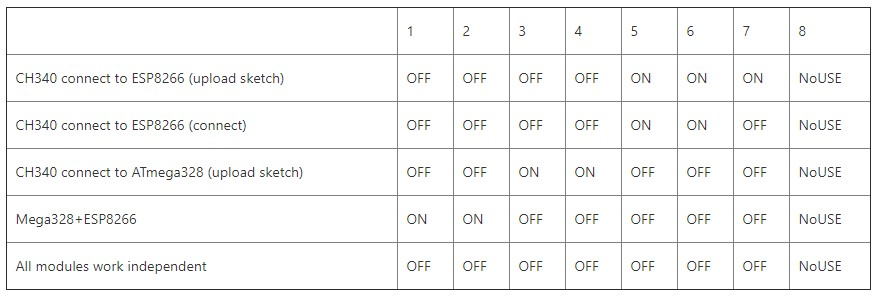 1 2 3 4 5 6 7 8
CH340 connect to ESP8266 (upload sketch) OFF OFF OFF OFF ON ON ON NoUSE
CH340 connect to ESP8266 (connect) OFF OFF OFF OFF ON ON OFF NoUSE
CH340 connect to ATmega328 (upload sketch) OFF OFF ON ON OFF OFF OFF NoUSE
Mega328+ESP8266 ON ON OFF OFF OFF OFF OFF NoUSE
All modules work independent OFF OFF OFF OFF OFF OFF OFF NoUSE